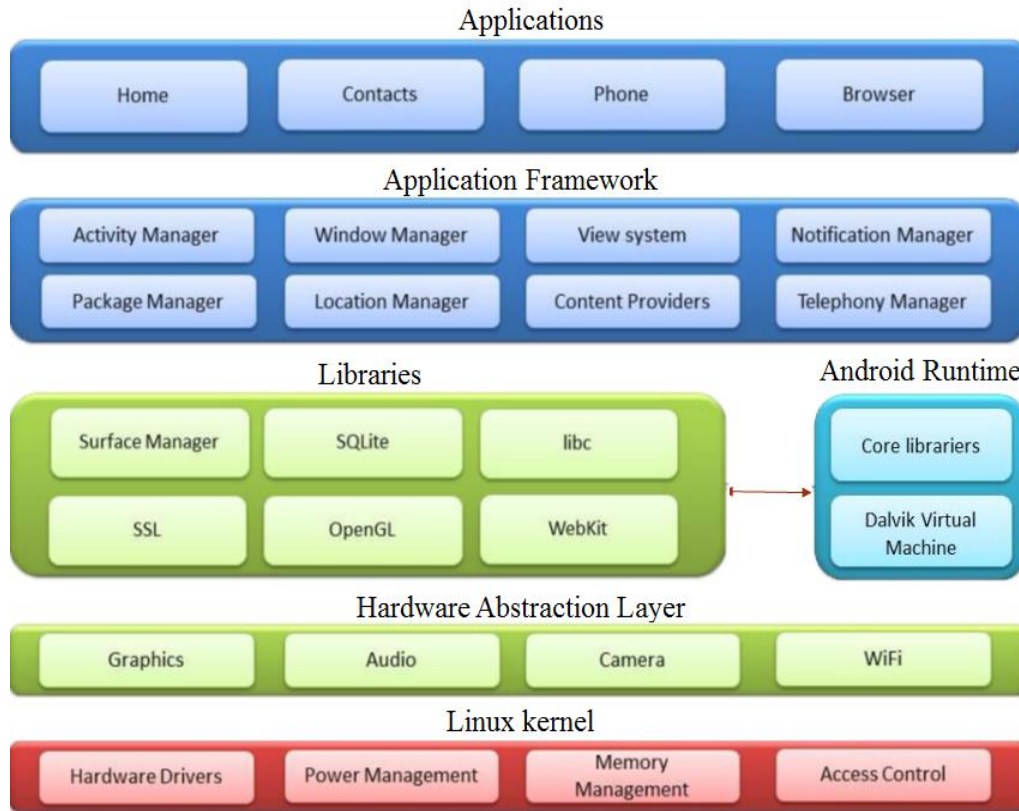 Applications
Home
Contacts
Phone
Browser
Application Framework
Activity Manager
Window Manager
View system
Notification Manager
Package Manager
Location Manager
Content Providers
Telephony Manager
Libraries
Surface Manager
SQLite
libc
SSL
OpenGL
WebKit
Android Runtime
Core librariers
Dalvik Virtual
Machine
Hardware Abstraction Layer
Graphics
Audio
Camera
WiFi
Linux kernel
Hardware Drivers
Power Management
Memory
Management
Access Control